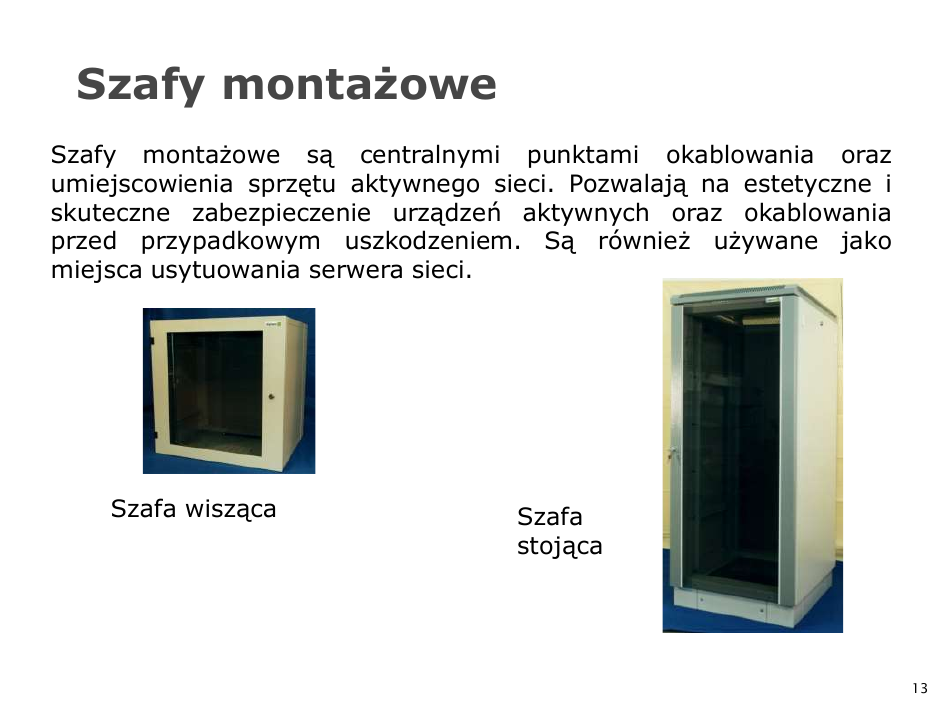 Szafy montażowe
Szafy montażowe są centralnymi punktami okablowania oraz
umiejscowienia sprzętu aktywnego sieci. Pozwalają na estetyczne i
skuteczne zabezpieczenie urządzeń aktywnych oraz okablowania
przed przypadkowym uszkodzeniem. Są również używane jako
miejsca usytuowania serwera sieci.
Szafa wisząca
Szafa
stojąca
13